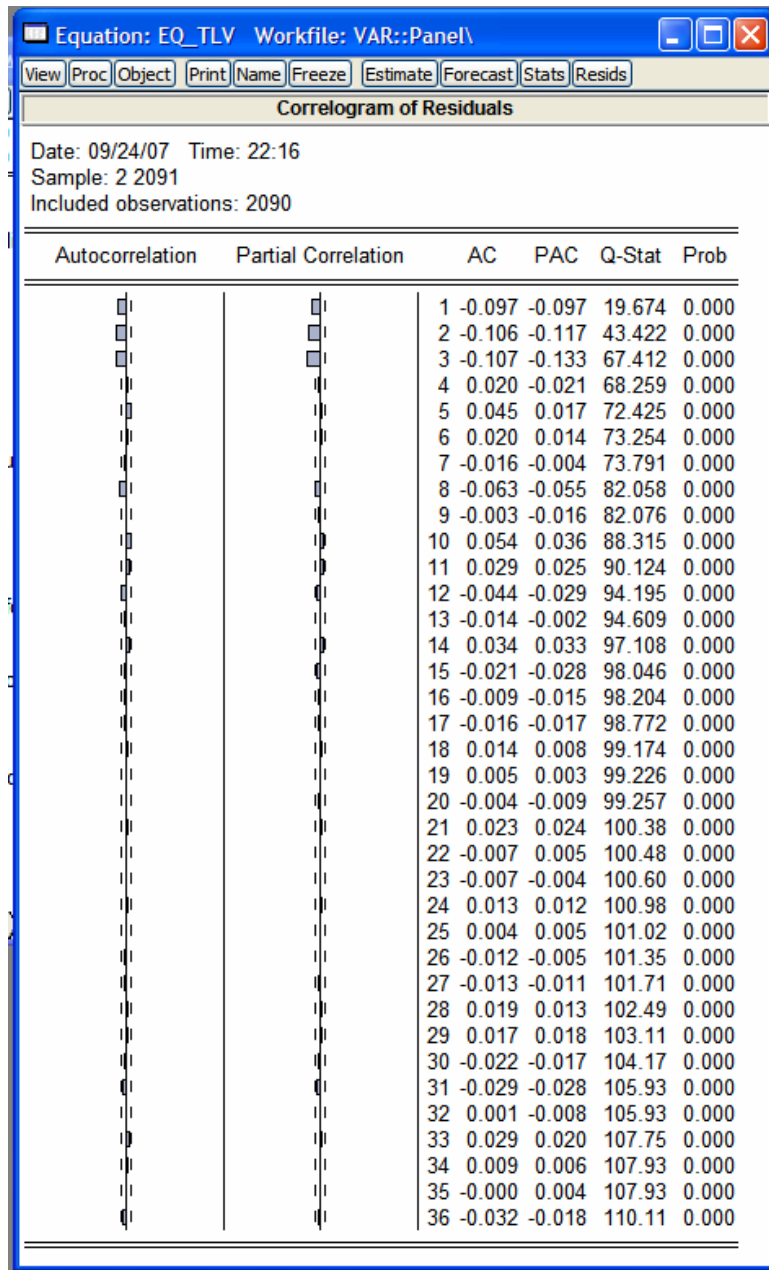 Equation: EQ_TLV Workfile: VAR::Panel\
View Proc Object Print Name Freeze Estimate Forecast Stats Resids
Correlogram of Residuals
Date: 09/24/07 Time: 22:16
Sample: 2 2091
Included observations: 2090
Autocorrelation Partial Correlation AC PAC Q-Stat Prob
1 -0.097 -0.097 19.674 0.000
2 -0.106 -0.117 43.422 0.000
3 -0.107 -0.133 67.412 0.000
4 0.020 -0.021 68.259 0.000
5 0.045 0.017 72.425 0.000
6 0.020 0.014 73.254 0.000
7 -0.016 -0.004 73.791 0.000
8 -0.063 -0.055 82.058 0.000
9 -0.003 -0.016 82.076 0.000
10 0.054 0.036 88.315 0.000
11 0.029 0.025 90.124 0.000
12 -0.044 -0.029 94.195 0.000
13 -0.014 -0.002 94.609 0.000
14 0.034 0.033 97.108 0.000
15 -0.021 -0.028 98.046 0.000
16 -0.009 -0.015 98.204 0.000
17 -0.016 -0.017 98.772 0.000
18 0.014 0.008 99.174 0.000
19 0.005 0.003 99.226 0.000
20 -0.004 -0.009 99.257 0.000
21 0.023 0.024 100.38 0.000
22 -0.007 0.005 100.48 0.000
23 -0.007 -0.004 100.60 0.000
24 0.013 0.012 100.98 0.000
25 0.004 0.005 101.02 0.000
26 -0.012 -0.005 101.35 0.000
27 -0.013 -0.011 101.71 0.000
28 0.019 0.013 102.49 0.000
29 0.017 0.018 103.11 0.000
30 -0.022 -0.017 104.17 0.000
31 -0.029 -0.028 105.93 0.000
32 0.001 -0.008 105.93 0.000
33 0.029 0.020 107.75 0.000
34 0.009 0.006 107.93 0.000
35 -0.000 0.004 107.93 0.000
36 -0.032 -0.018 110.11 0.000